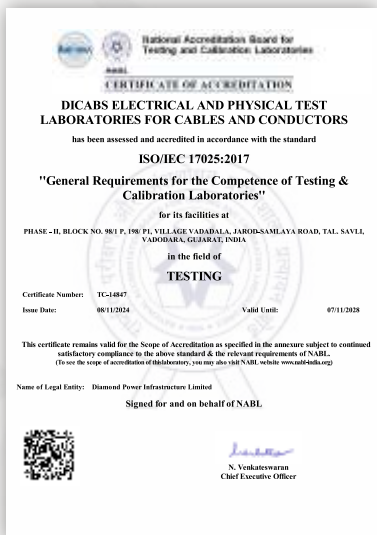 National Accreditation Board for
Testing and Calibration Laboratories
NABL
CERTIFICATE OF ACCREDITATION
DICABS ELECTRICAL AND PHYSICAL TEST
LABORATORIES FOR CABLES AND CONDUCTORS
has been assessed and accredited in accordance with the standard
ISO/IEC 17025:2017
"General Requirements for the Competence of Testing &
Calibration Laboratories"
for its facilities at
PHASE - II, BLOCK NO. 98/1 P, 198/ P1, VILLAGE VADADALA, JAROD-SAMLAYA ROAD, TAL. SAVLI,
VADODARA, GUJARAT, INDIA
in the field of
TESTING
Certificate Number: TC-14847
Issue Date: 08/11/2024 Valid Until: 07/11/2028
This certificate remains valid for the Scope of Accreditation as specified in the annexure subject to continued
satisfactory compliance to the above standard & the relevant requirements of NABL.
(To see the scope of accreditation of this laboratory, you may also visit NABL website www.nabl-india.org)
Name of Legal Entity: Diamond Power Infrastructure Limited
Signed for and on behalf of NABL
N. Venkateswaran
Chief Executive Officer